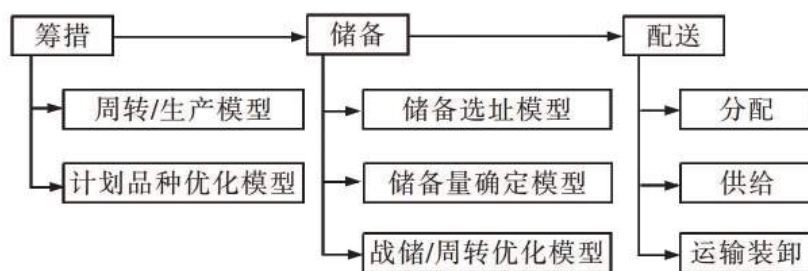 筹措
储备
配送
周转/生产模型
储备选址模型
分配
计划品种优化模型
储备量确定模型
供给
战储/周转优化模型
运输装卸